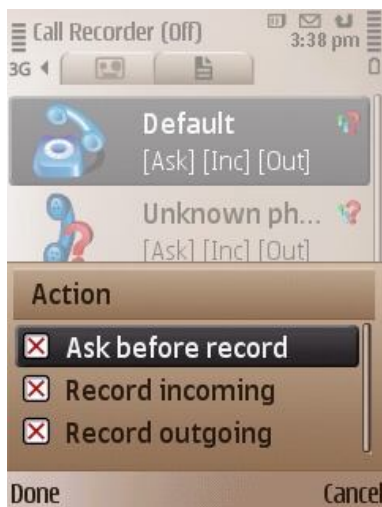 Call Recorder (Off)
3:38 pm
3G
Default
[Ask] [Inc] [Out]
Unknown ph...
[Ask] [Inc] [Out]
Action
Ask before record
Record incoming
Record outgoing
Done
Cancel